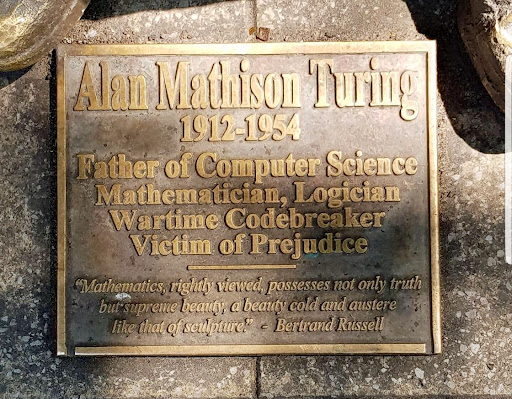 Alan Mathison Turing
1912-1954
Father of Computer Science
Mathematician, Logician
Wartime Codebreaker
Victim of Prejudice
"Mathematics, rightly viewed, possesses not only truth
but supreme beauty, a beauty cold and austere
like that of sculpture" - Bertrand Russell